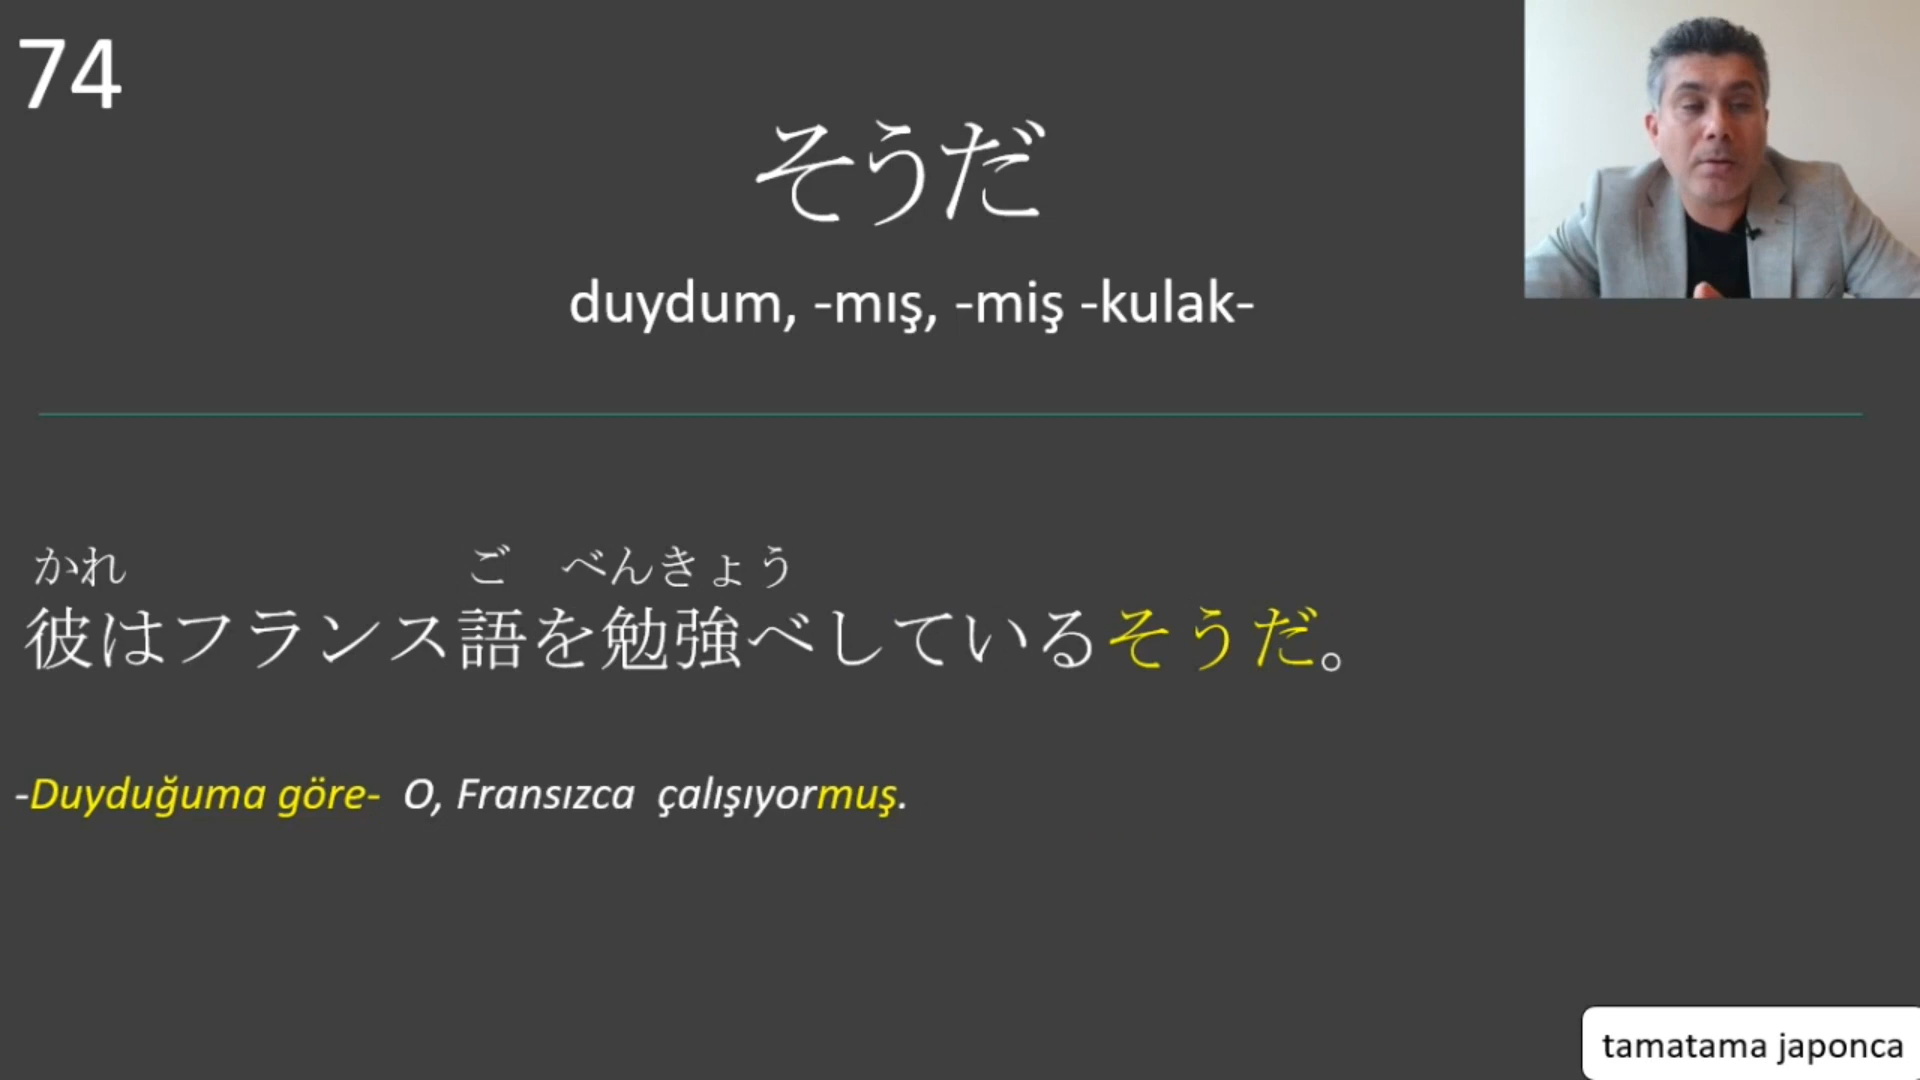 74
そうだ
duydum, -mış, -miş -kulak-
かれ ご べんきょう
彼はフランス語を勉強べしているそうだ。
-Duyduğuma göre- O, Fransızca çalışıyormuş.
tamatama japonca